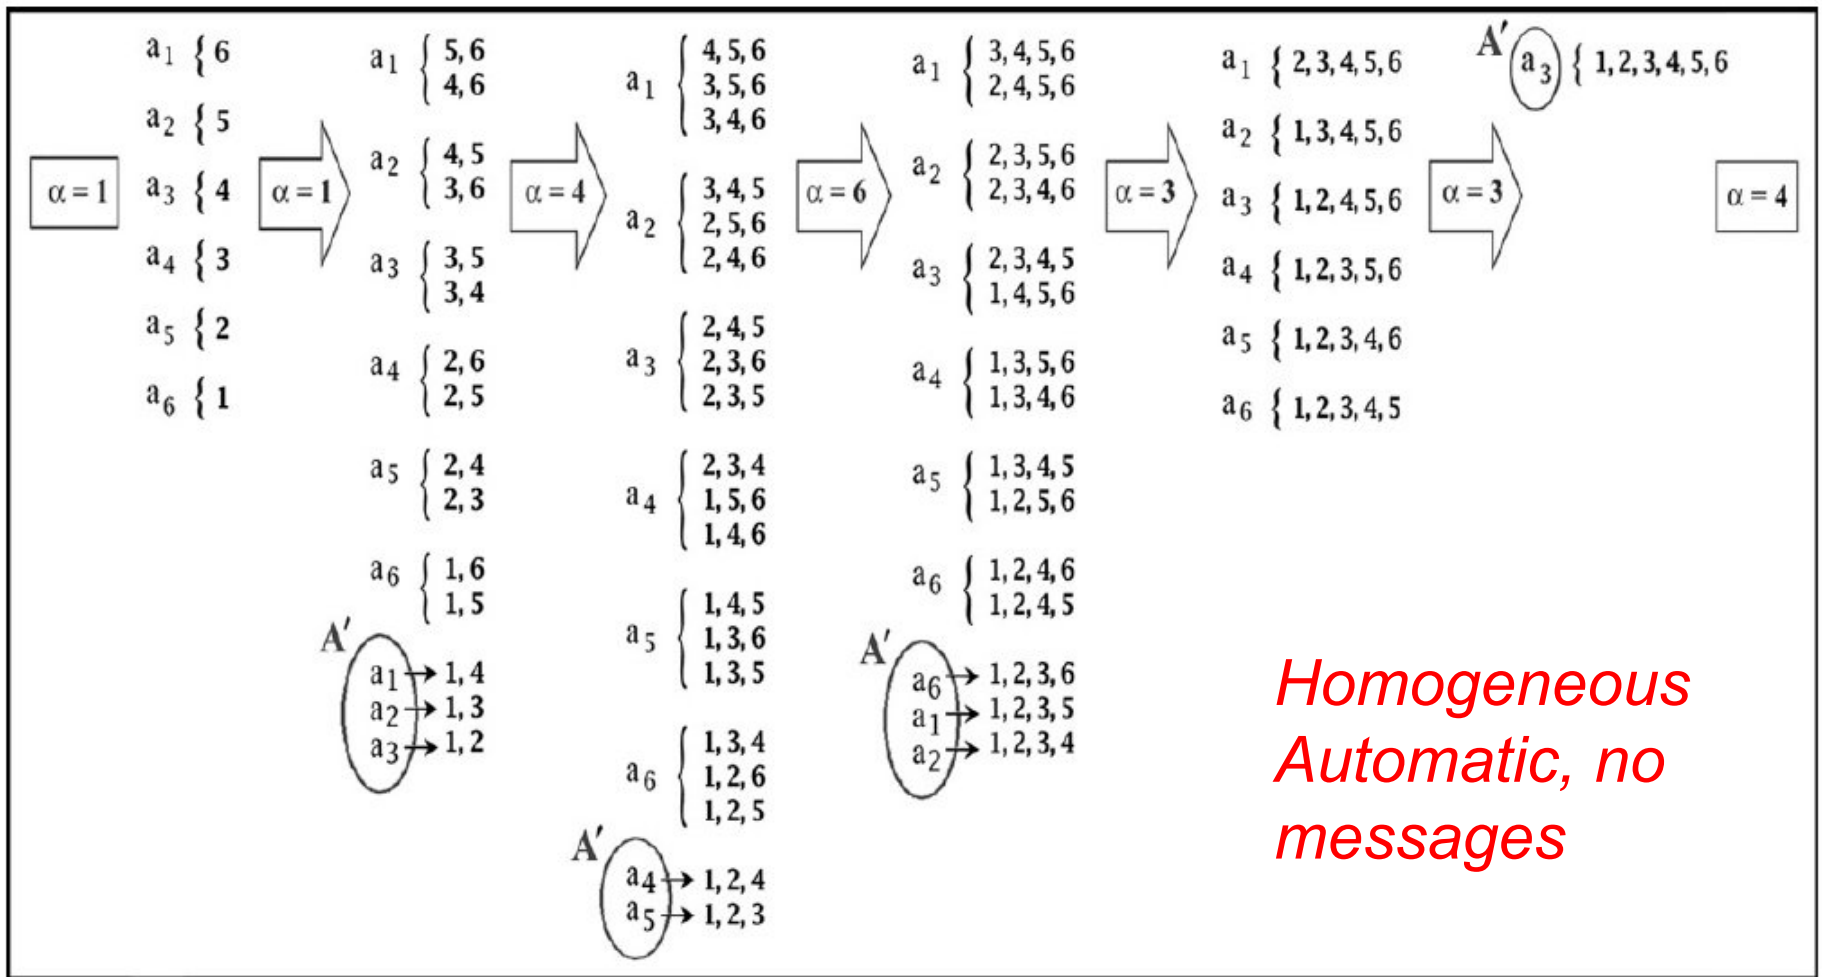 α = 1
a1 { 6
a2 { 5
a3 { 4
a4 { 3
a5 { 2
a6 { 1
α = 1
a1 { 5, 6
4, 6
a2 { 4, 5
3, 6
a3 { 3, 5
3, 4
a4 { 2, 6
2, 5
a5 { 2, 4
2, 3
a6 { 1, 6
1, 5
A′
a1 → 1, 4
a2 → 1, 3
a3 → 1, 2
α = 4
a1 { 4, 5, 6
3, 5, 6
3, 4, 6
a2 { 3, 4, 5
2, 5, 6
2, 4, 6
a3 { 2, 4, 5
2, 3, 6
2, 3, 5
a4 { 2, 3, 4
1, 5, 6
1, 4, 6
a5 { 1, 4, 5
1, 3, 6
1, 3, 5
a6 { 1, 3, 4
1, 2, 6
1, 2, 5
A′
a4 → 1, 2, 4
a5 → 1, 2, 3
α = 6
a1 { 3, 4, 5, 6
2, 4, 5, 6
a2 { 2, 3, 5, 6
2, 3, 4, 6
a3 { 2, 3, 4, 5
1, 4, 5, 6
a4 { 1, 3, 5, 6
1, 3, 4, 6
a5 { 1, 3, 4, 5
1, 2, 5, 6
a6 { 1, 2, 4, 6
1, 2, 4, 5
A′
a6 → 1, 2, 3, 6
a1 → 1, 2, 3, 5
a2 → 1, 2, 3, 4
α = 3
a1 { 2, 3, 4, 5, 6
a2 { 1, 3, 4, 5, 6
a3 { 1, 2, 4, 5, 6
a4 { 1, 2, 3, 5, 6
a5 { 1, 2, 3, 4, 6
a6 { 1, 2, 3, 4, 5
α = 3
A′
a3 { 1, 2, 3, 4, 5, 6
α = 4
Homogeneous
Automatic, no
messages